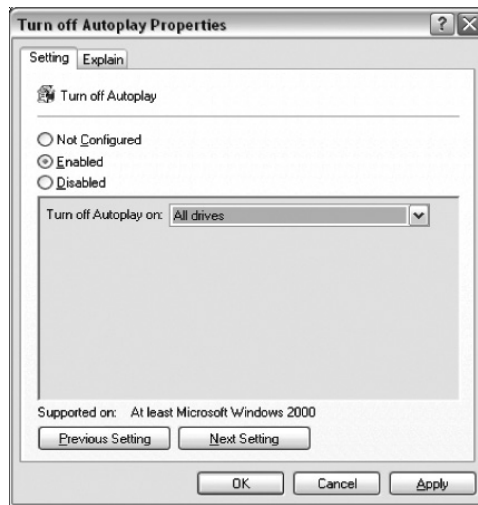 Turn off Autoplay Properties
Setting
Explain
Turn off Autoplay
Not Configured
Enabled
Disabled
Turn off Autoplay on: All drives
Supported on: At least Microsoft Windows 2000
Previous Setting
Next Setting
OK
Cancel
Apply